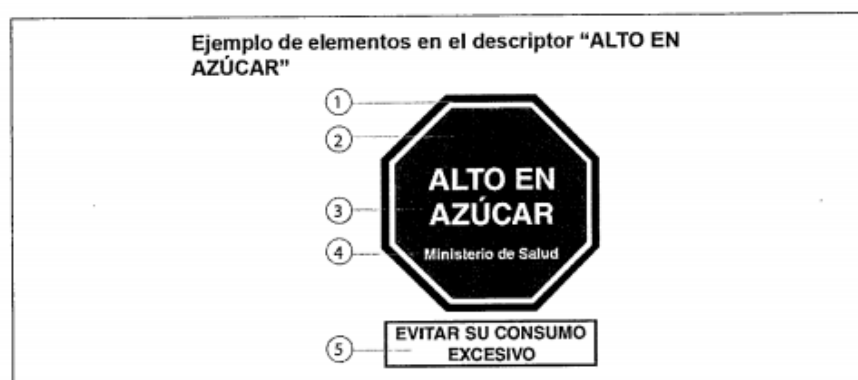 Ejemplo de elementos en el descriptor “ALTO EN
AZÚCAR”
1
2
ALTO EN
3
AZÚCAR
4
Ministerio de Salud
EVITAR SU CONSUMO
5
EXCESIVO